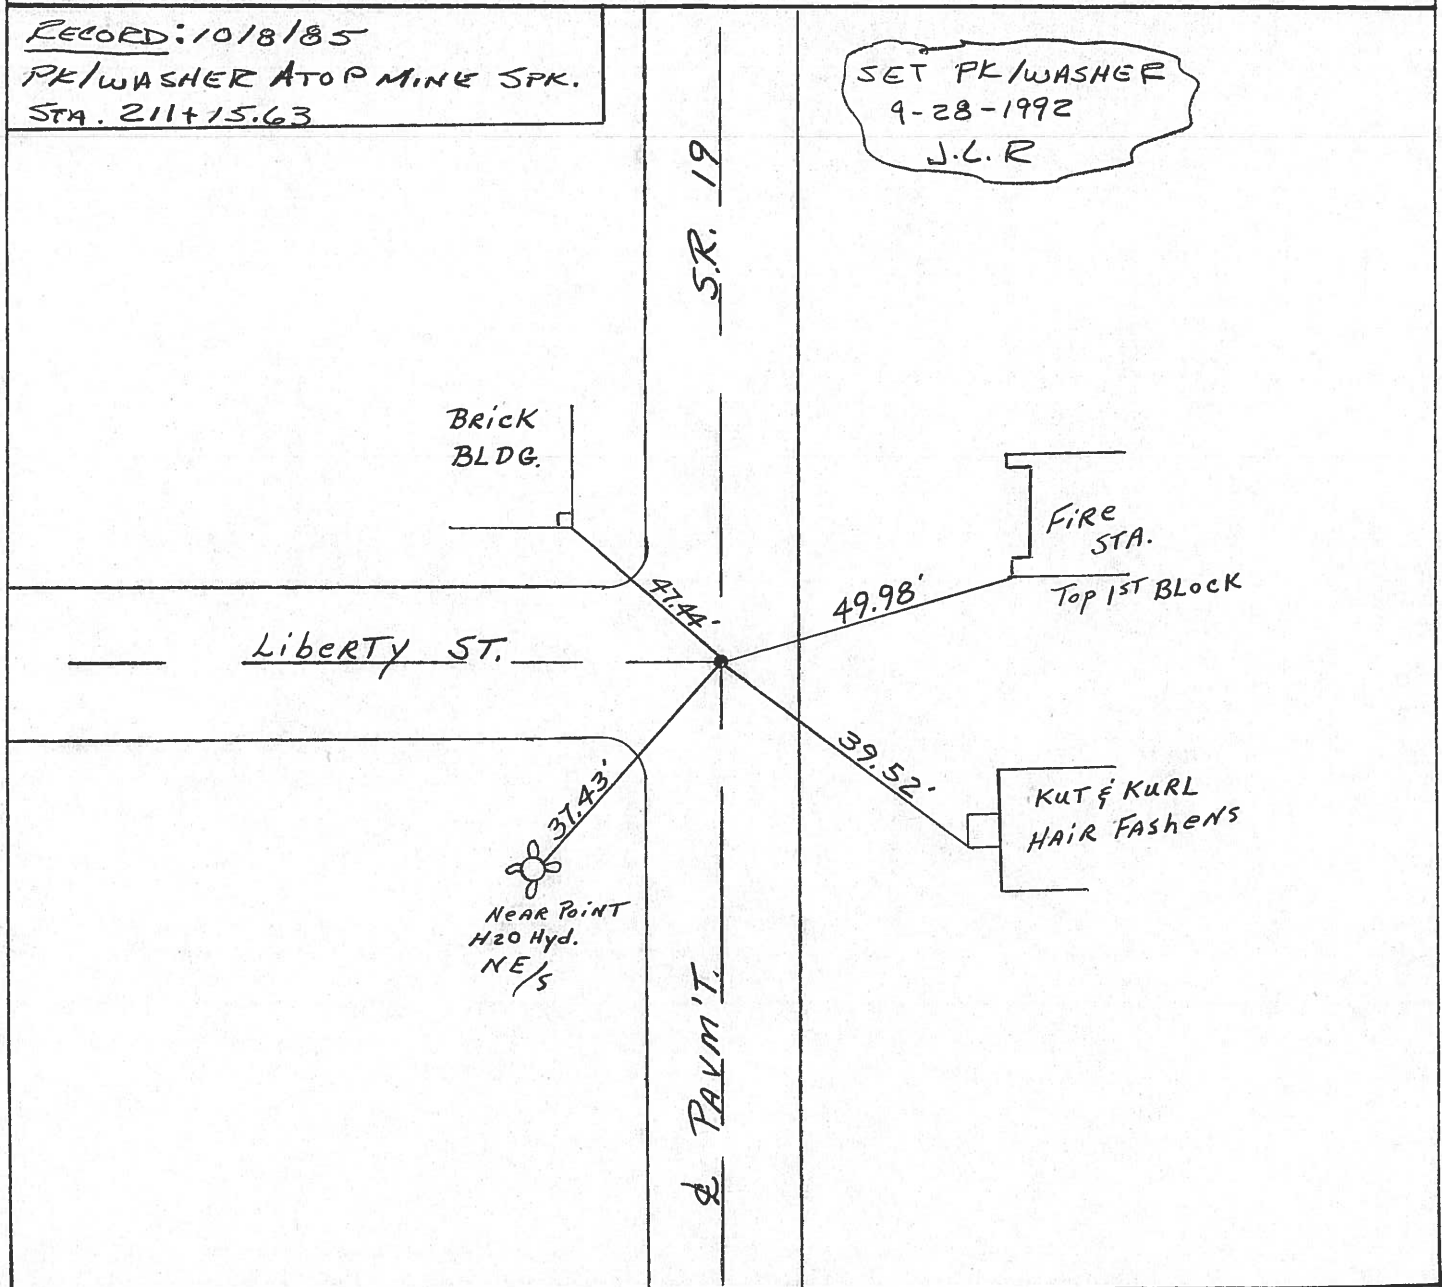 RECORD: 10/8/85
PK/WASHER ATOP MINE SPK.
STA. 211+15.63
SET PK/WASHER
9-28-1992
J.L.R
S.R. 19
BRICK
BLDG.
FIRE
STA.
TOP 1ST BLOCK
47.44'
49.98'
LIBERTY ST.
39.52'
37.43'
KUT & KURL
HAIR FASHENS
NEAR POINT
H20 Hyd.
NE/S
℄ PAVM'T.